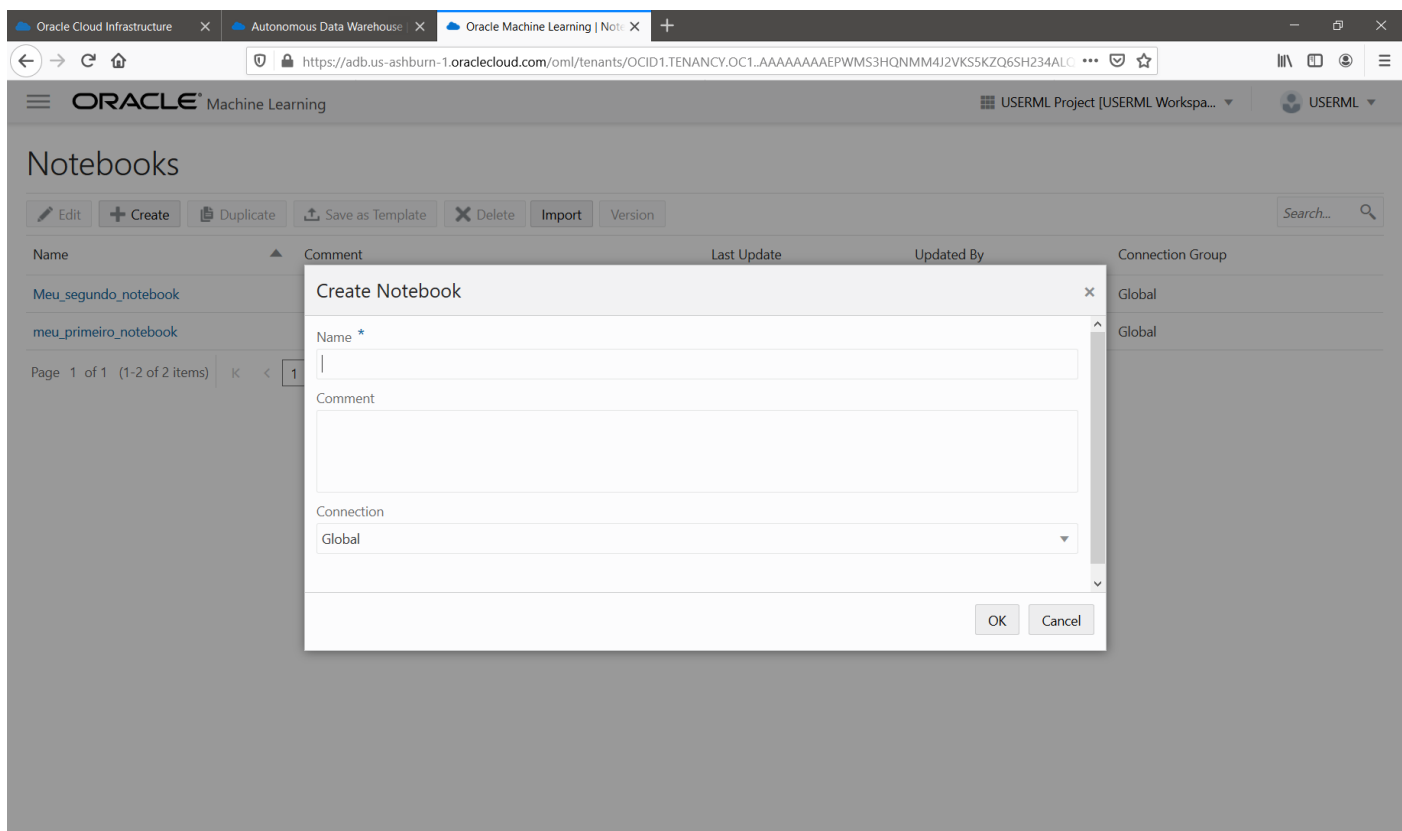 Oracle Cloud Infrastructure Autonomous Data Warehouse Oracle Machine Learning | Note
https://adb.us-ashburn-1.oraclecloud.com/oml/tenants/OCID1.TENANCY.OC1..AAAAAAAAEPWMS3HQNMM4J2VKS5KZQ6SH234ALQ
ORACLE Machine Learning USERML Project [USERML Workspa... USERML
Notebooks
Edit Create Duplicate Save as Template Delete Import Version Search...
Name Comment Last Update Updated By Connection Group
Create Notebook
Meu_segundo_notebook Global
Name *
meu_primeiro_notebook Global
Page 1 of 1 (1-2 of 2 items) 1
Comment
Connection
Global
OK Cancel